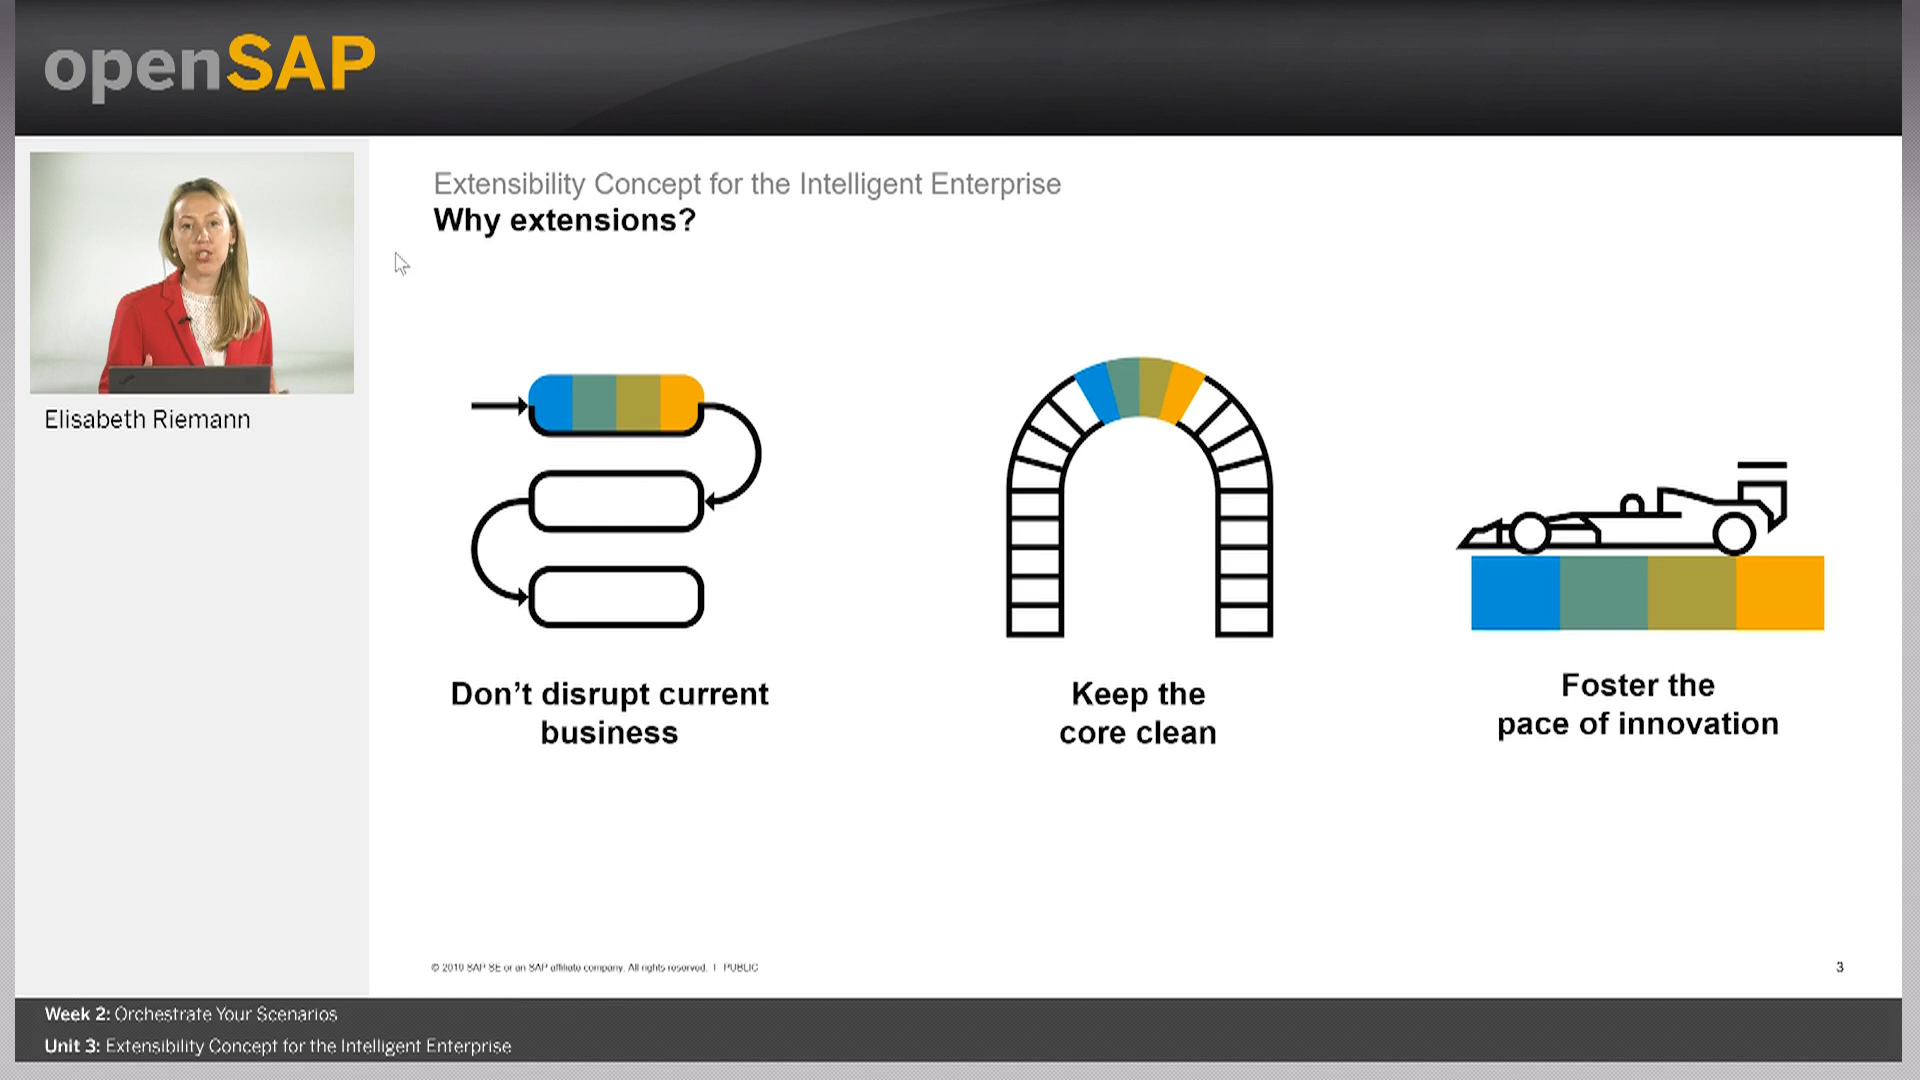 openSAP
Elisabeth Riemann
Extensibility Concept for the Intelligent Enterprise
Why extensions?
Don’t disrupt current
business
Keep the
core clean
Foster the
pace of innovation
© 2019 SAP SE or an SAP affiliate company. All rights reserved. | PUBLIC
3
Week 2: Orchestrate Your Scenarios
Unit 3: Extensibility Concept for the Intelligent Enterprise